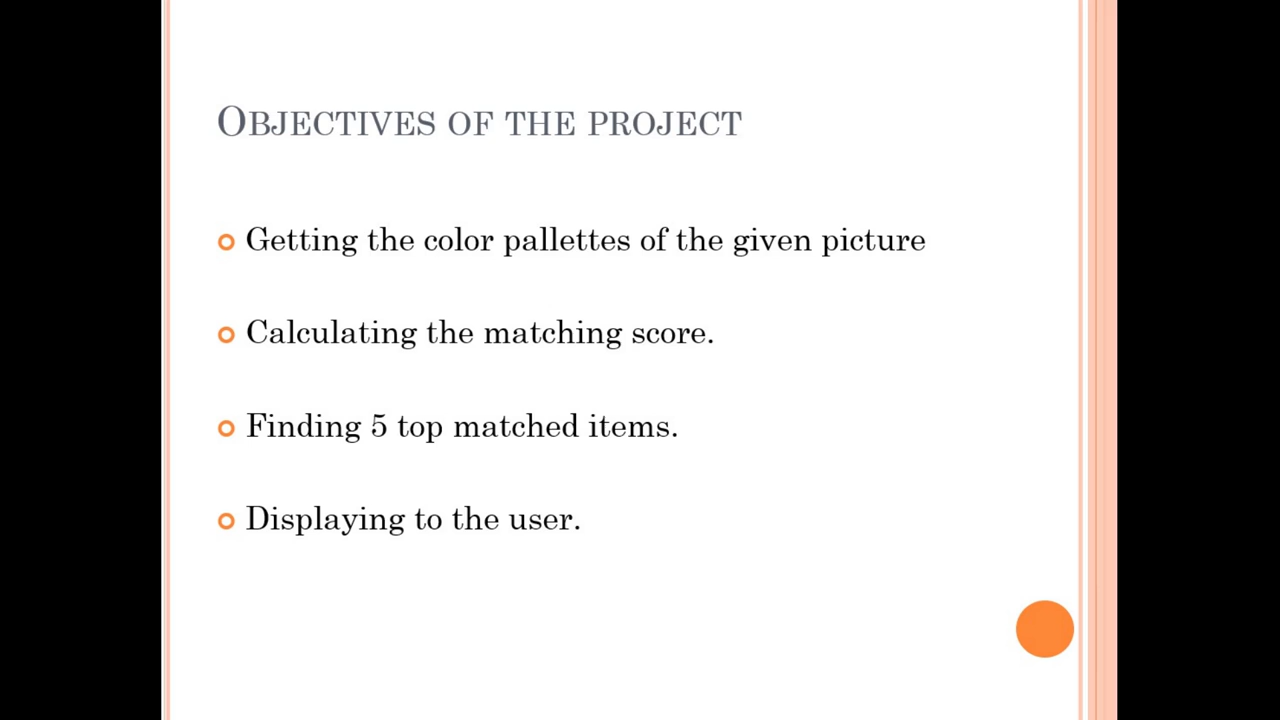 OBJECTIVES OF THE PROJECT
Getting the color pallettes of the given picture
Calculating the matching score.
Finding 5 top matched items.
Displaying to the user.